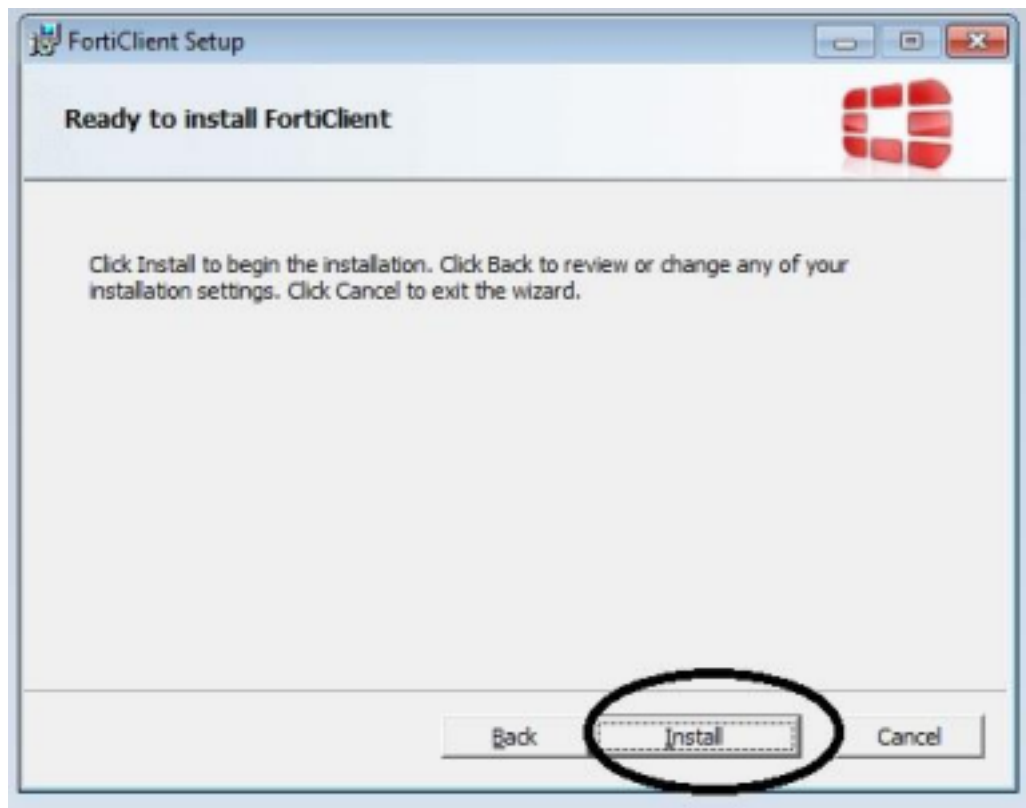 FortiClient Setup
Ready to install FortiClient
Click Install to begin the installation. Click Back to review or change any of your
installation settings. Click Cancel to exit the wizard.
Back Install Cancel